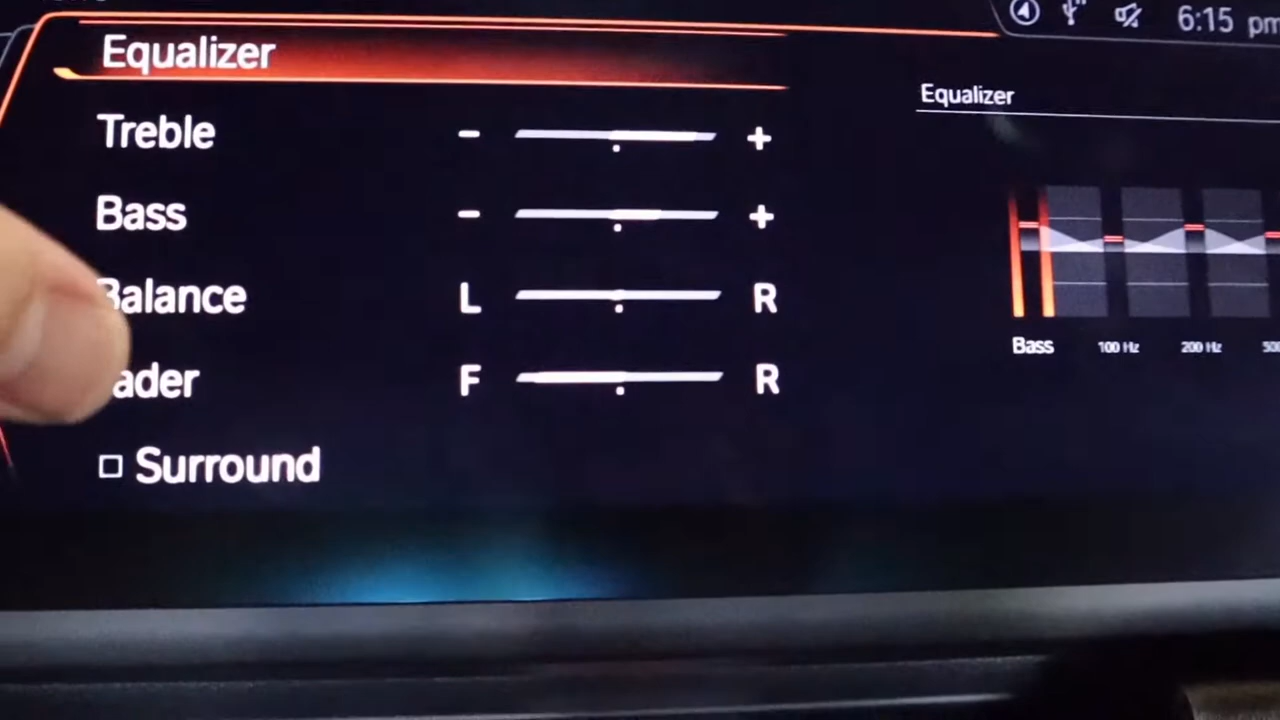 6:15 pm
Equalizer
Treble - +
Bass - +
Balance L R
ader F R
Surround
Equalizer
Bass 100 Hz 200 Hz